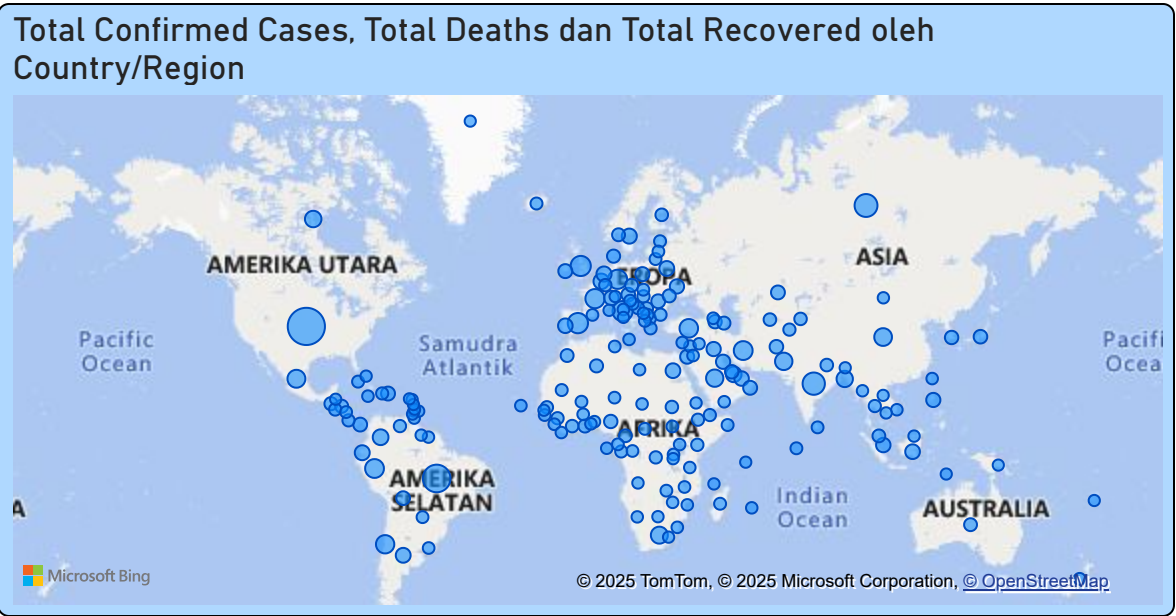 Total Confirmed Cases, Total Deaths dan Total Recovered oleh
Country/Region
AMERIKA UTARA
EROPA
ASIA
Pacific
Ocean
Samudra
Atlantik
Pacifi
Ocea
AFRIKA
AMERIKA
SELATAN
Indian
Ocean
AUSTRALIA
A
Microsoft Bing
© 2025 TomTom, © 2025 Microsoft Corporation, © OpenStreetMap